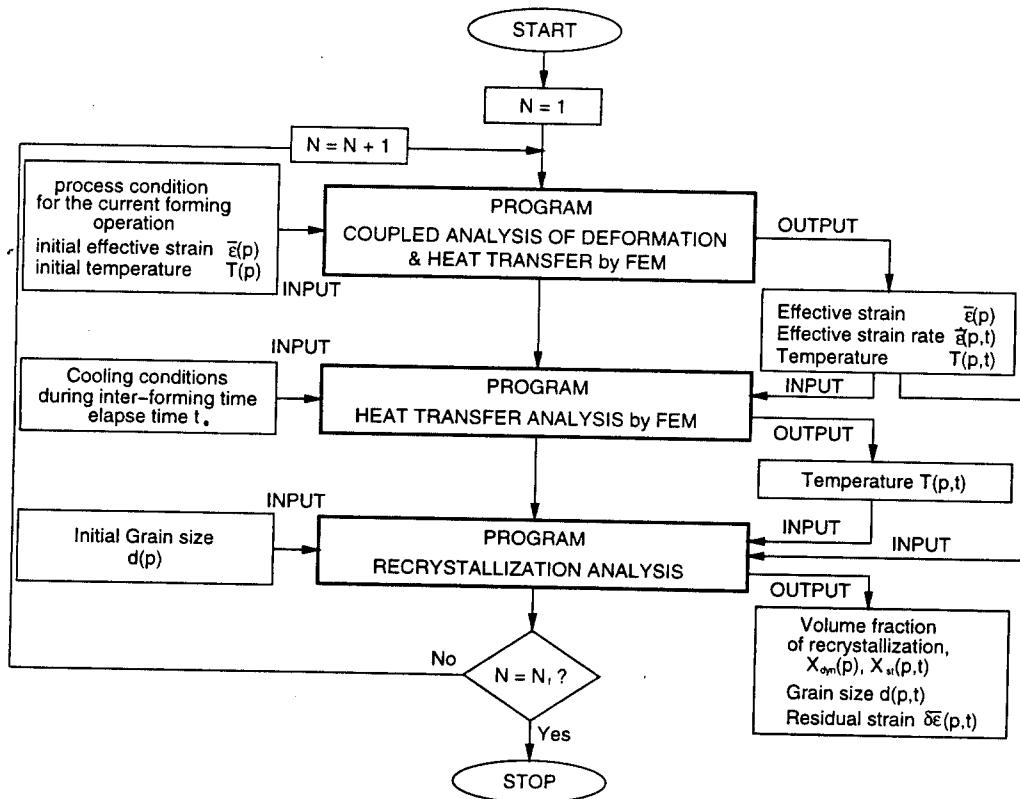 START
N = 1
N = N + 1
process condition
for the current forming
operation
initial effective strain ε̅(p)
initial temperature T(p)
INPUT
PROGRAM
COUPLED ANALYSIS OF DEFORMATION
& HEAT TRANSFER by FEM
OUTPUT
Effective strain ε̅(p)
Effective strain rate (p,t)
Temperature T(p,t)
INPUT
INPUT
Cooling conditions
during inter-forming time
elapse time t
PROGRAM
HEAT TRANSFER ANALYSIS by FEM
OUTPUT
Temperature T(p,t)
INPUT
INPUT
INPUT
Initial Grain size
d(p)
PROGRAM
RECRYSTALLIZATION ANALYSIS
OUTPUT
Volume fraction
of recrystallization,
X_dyn(p), X_st(p,t)
Grain size d(p,t)
Residual strain δε̅(p,t)
No
N = N, ?
Yes
STOP